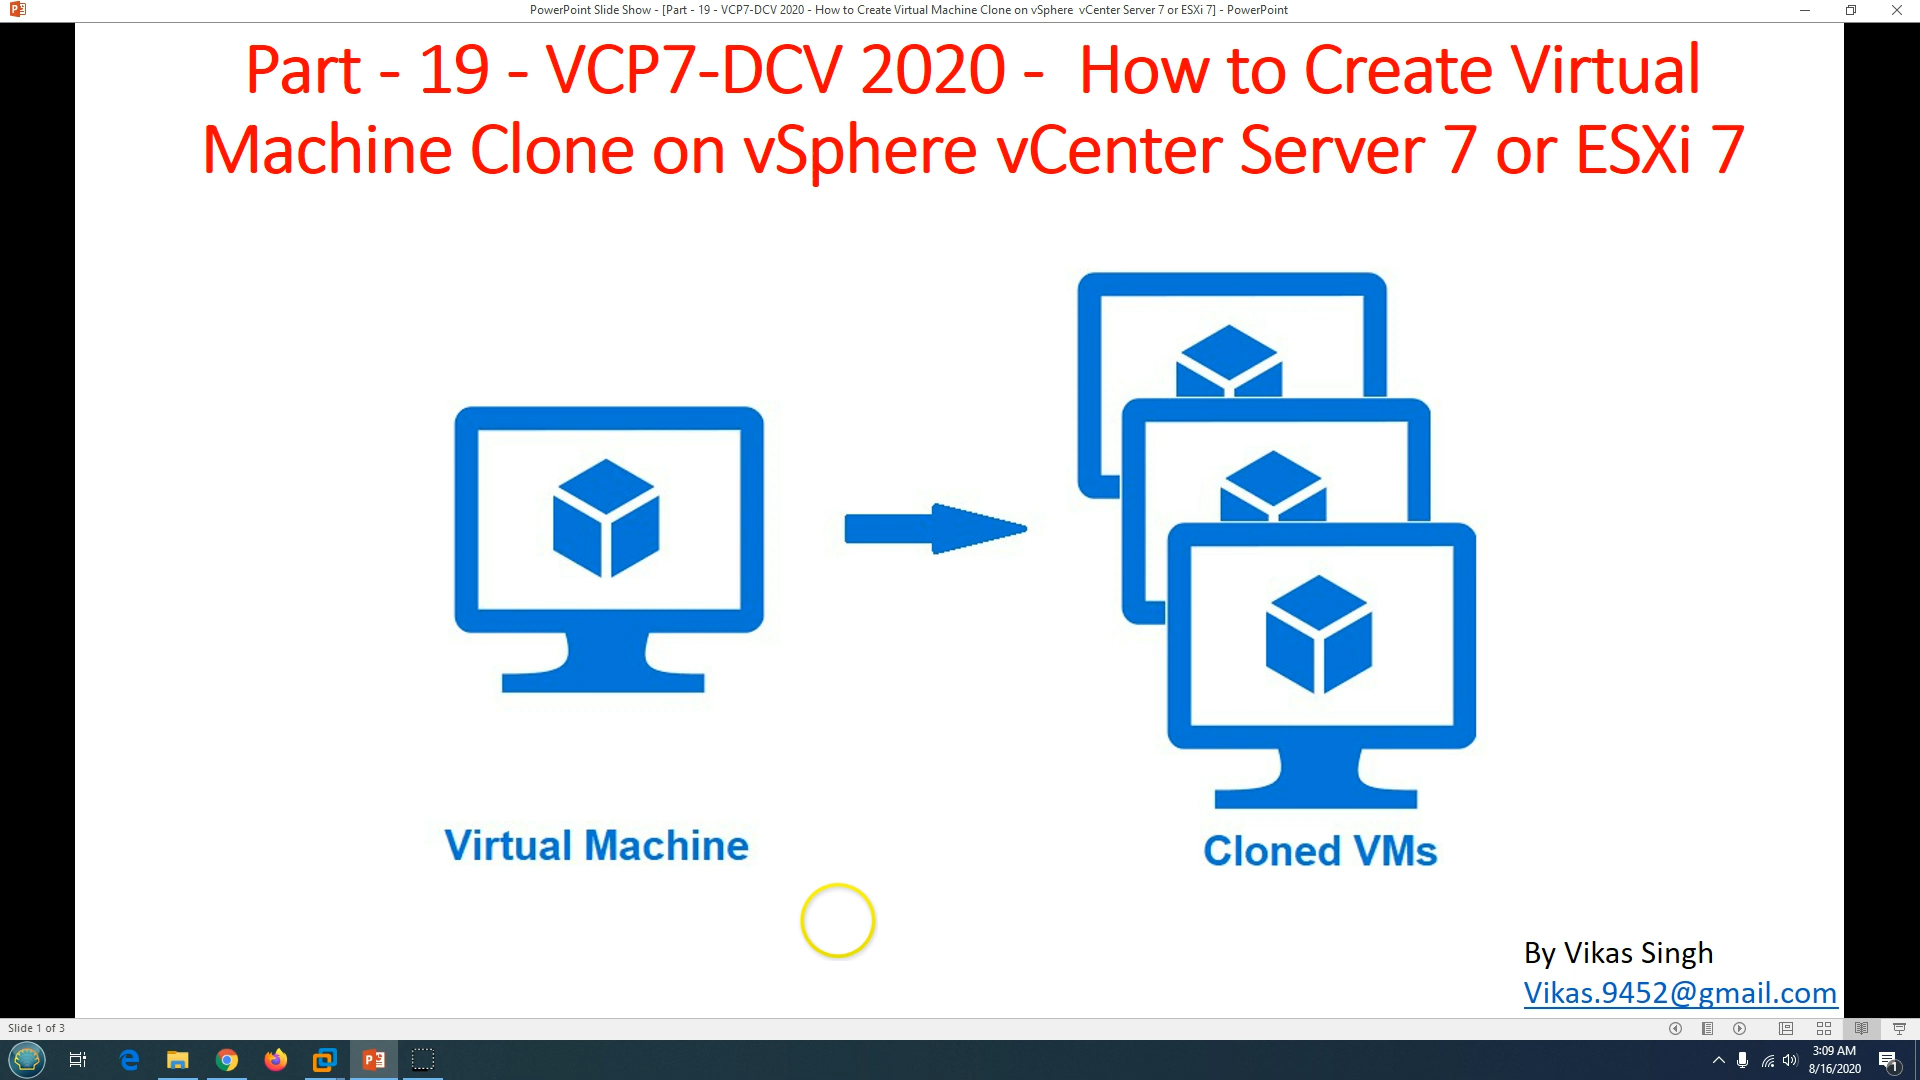 PowerPoint Slide Show - [Part - 19 - VCP7-DCV 2020 - How to Create Virtual Machine Clone on vSphere  vCenter Server 7 or ESXi 7] - PowerPoint
Part - 19 - VCP7-DCV 2020 -  How to Create Virtual
Machine Clone on vSphere vCenter Server 7 or ESXi 7
Virtual Machine
Cloned VMs
By Vikas Singh
Vikas.9452@gmail.com
Slide 1 of 3
3:09 AM
8/16/2020
1